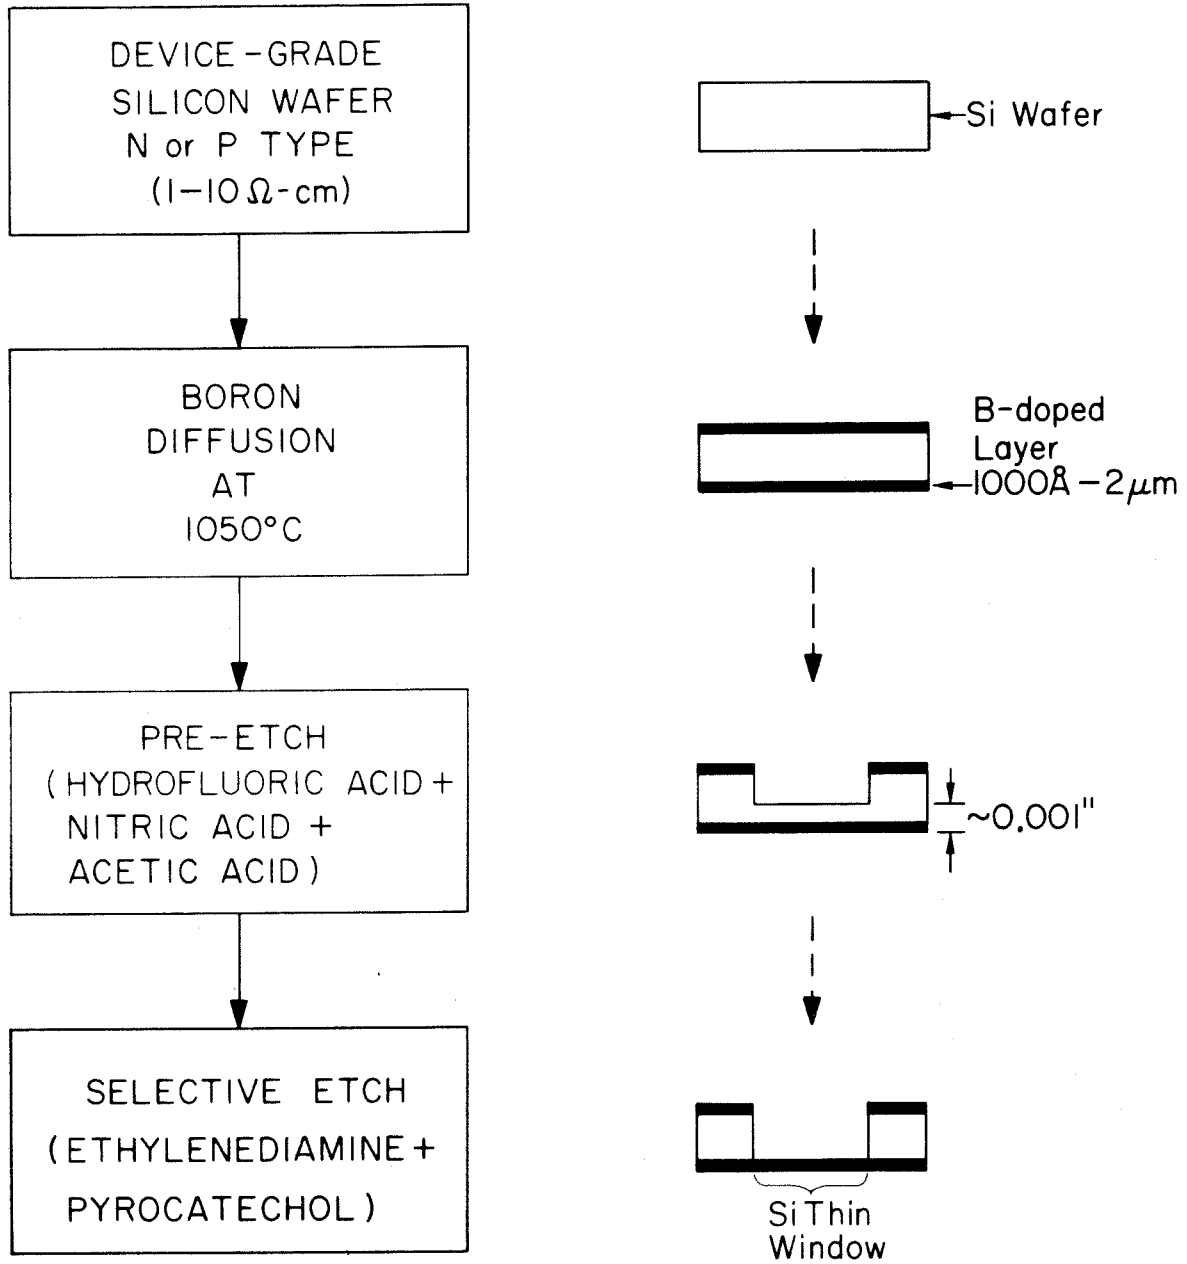 DEVICE-GRADE
SILICON WAFER
N or P TYPE
(1-10Ω-cm)
Si Wafer
BORON
DIFFUSION
AT
1050°C
B-doped
Layer
1000Å-2μm
PRE-ETCH
(HYDROFLUORIC ACID+
NITRIC ACID +
ACETIC ACID)
~0.001"
SELECTIVE ETCH
(ETHYLENEDIAMINE+
PYROCATECHOL)
Si Thin
Window